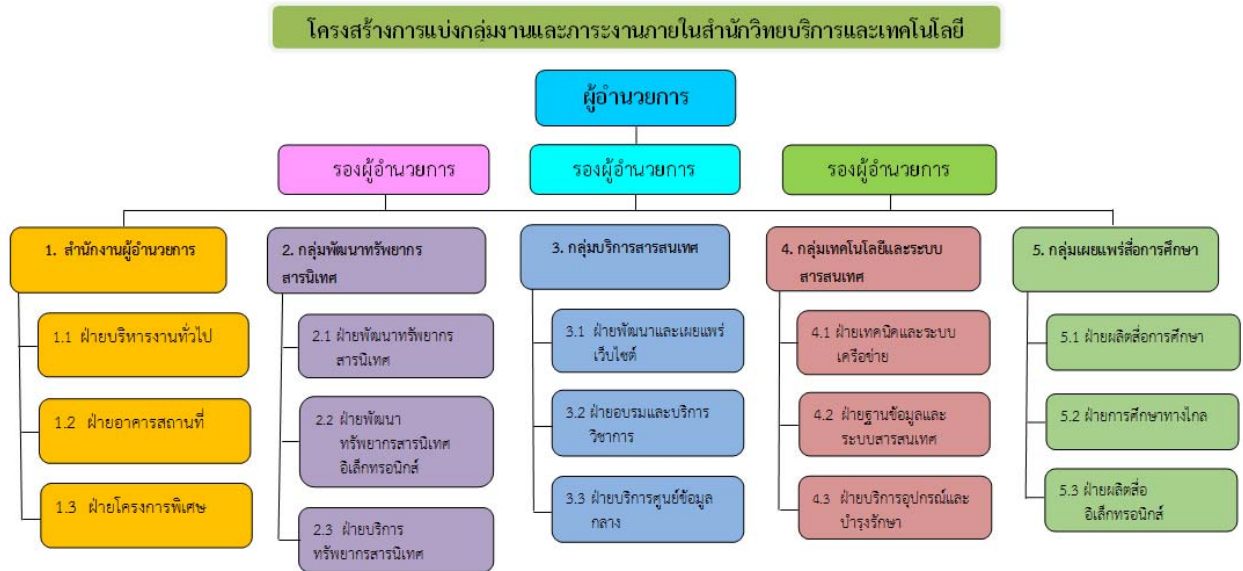 โครงสร้างการแบ่งกลุ่มงานและภาระงานภายในสำนักวิทยบริการและเทคโนโลยี
ผู้อำนวยการ
รองผู้อำนวยการ
รองผู้อำนวยการ
รองผู้อำนวยการ
1. สำนักงานผู้อำนวยการ
1.1 ฝ่ายบริหารงานทั่วไป
1.2 ฝ่ายอาคารสถานที่
1.3 ฝ่ายโครงการพิเศษ
2. กลุ่มพัฒนาทรัพยากร
สารนิเทศ
2.1 ฝ่ายพัฒนาทรัพยากร
สารนิเทศ
2.2 ฝ่ายพัฒนา
ทรัพยากรสารนิเทศ
อิเล็กทรอนิกส์
2.3 ฝ่ายบริการ
ทรัพยากรสารนิเทศ
3. กลุ่มบริการสารสนเทศ
3.1 ฝ่ายพัฒนาและเผยแพร่
เว็บไซต์
3.2 ฝ่ายอบรมและบริการ
วิชาการ
3.3 ฝ่ายบริการศูนย์ข้อมูล
กลาง
4. กลุ่มเทคโนโลยีและระบบ
สารสนเทศ
4.1 ฝ่ายเทคนิคและระบบ
เครือข่าย
4.2 ฝ่ายฐานข้อมูลและ
ระบบสารสนเทศ
4.3 ฝ่ายบริการอุปกรณ์และ
บำรุงรักษา
5. กลุ่มเผยแพร่สื่อการศึกษา
5.1 ฝ่ายผลิตสื่อการศึกษา
5.2 ฝ่ายการศึกษาทางไกล
5.3 ฝ่ายผลิตสื่อ
อิเล็กทรอนิกส์